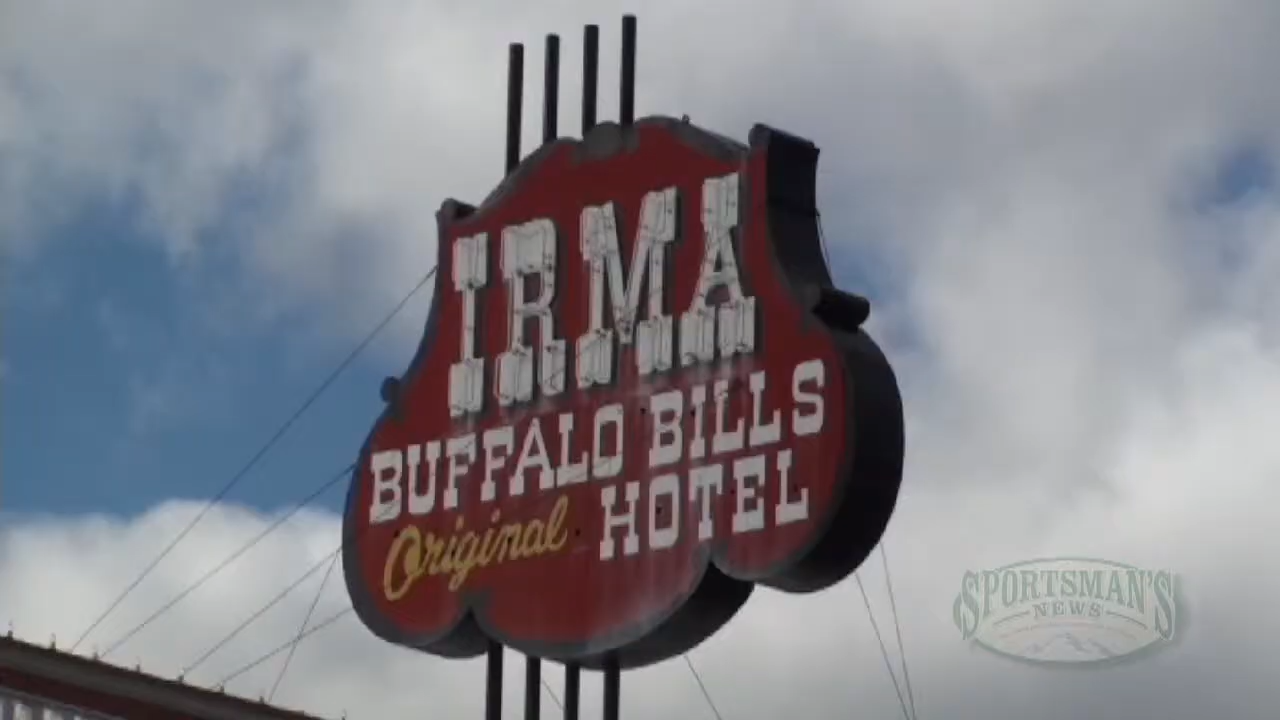 IRMA
BUFFALO BILLS
Original HOTEL
SPORTSMAN'S
NEWS